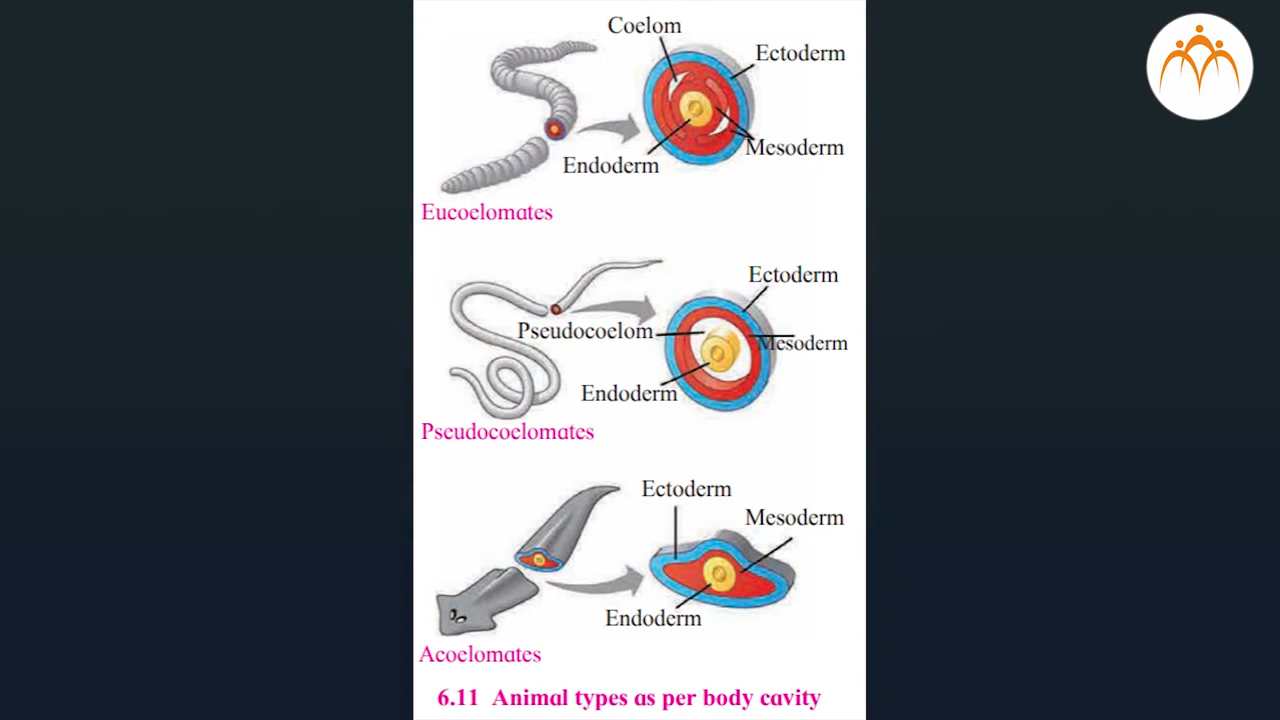 Coelom
Ectoderm
Mesoderm
Endoderm
Eucoelomates
Ectoderm
Pseudocoelom
Mesoderm
Endoderm
Pseudocoelomates
Ectoderm
Mesoderm
Endoderm
Acoelomates
6.11 Animal types as per body cavity